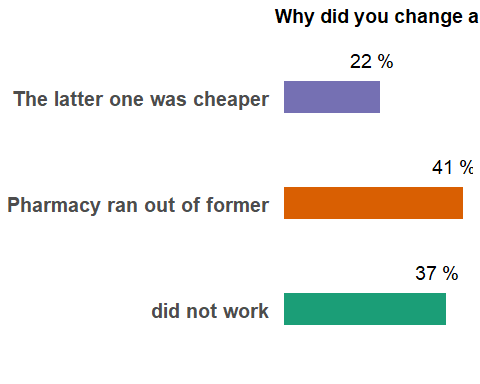 Why did you change a
22 %
The latter one was cheaper
41 %
Pharmacy ran out of former
37 %
did not work